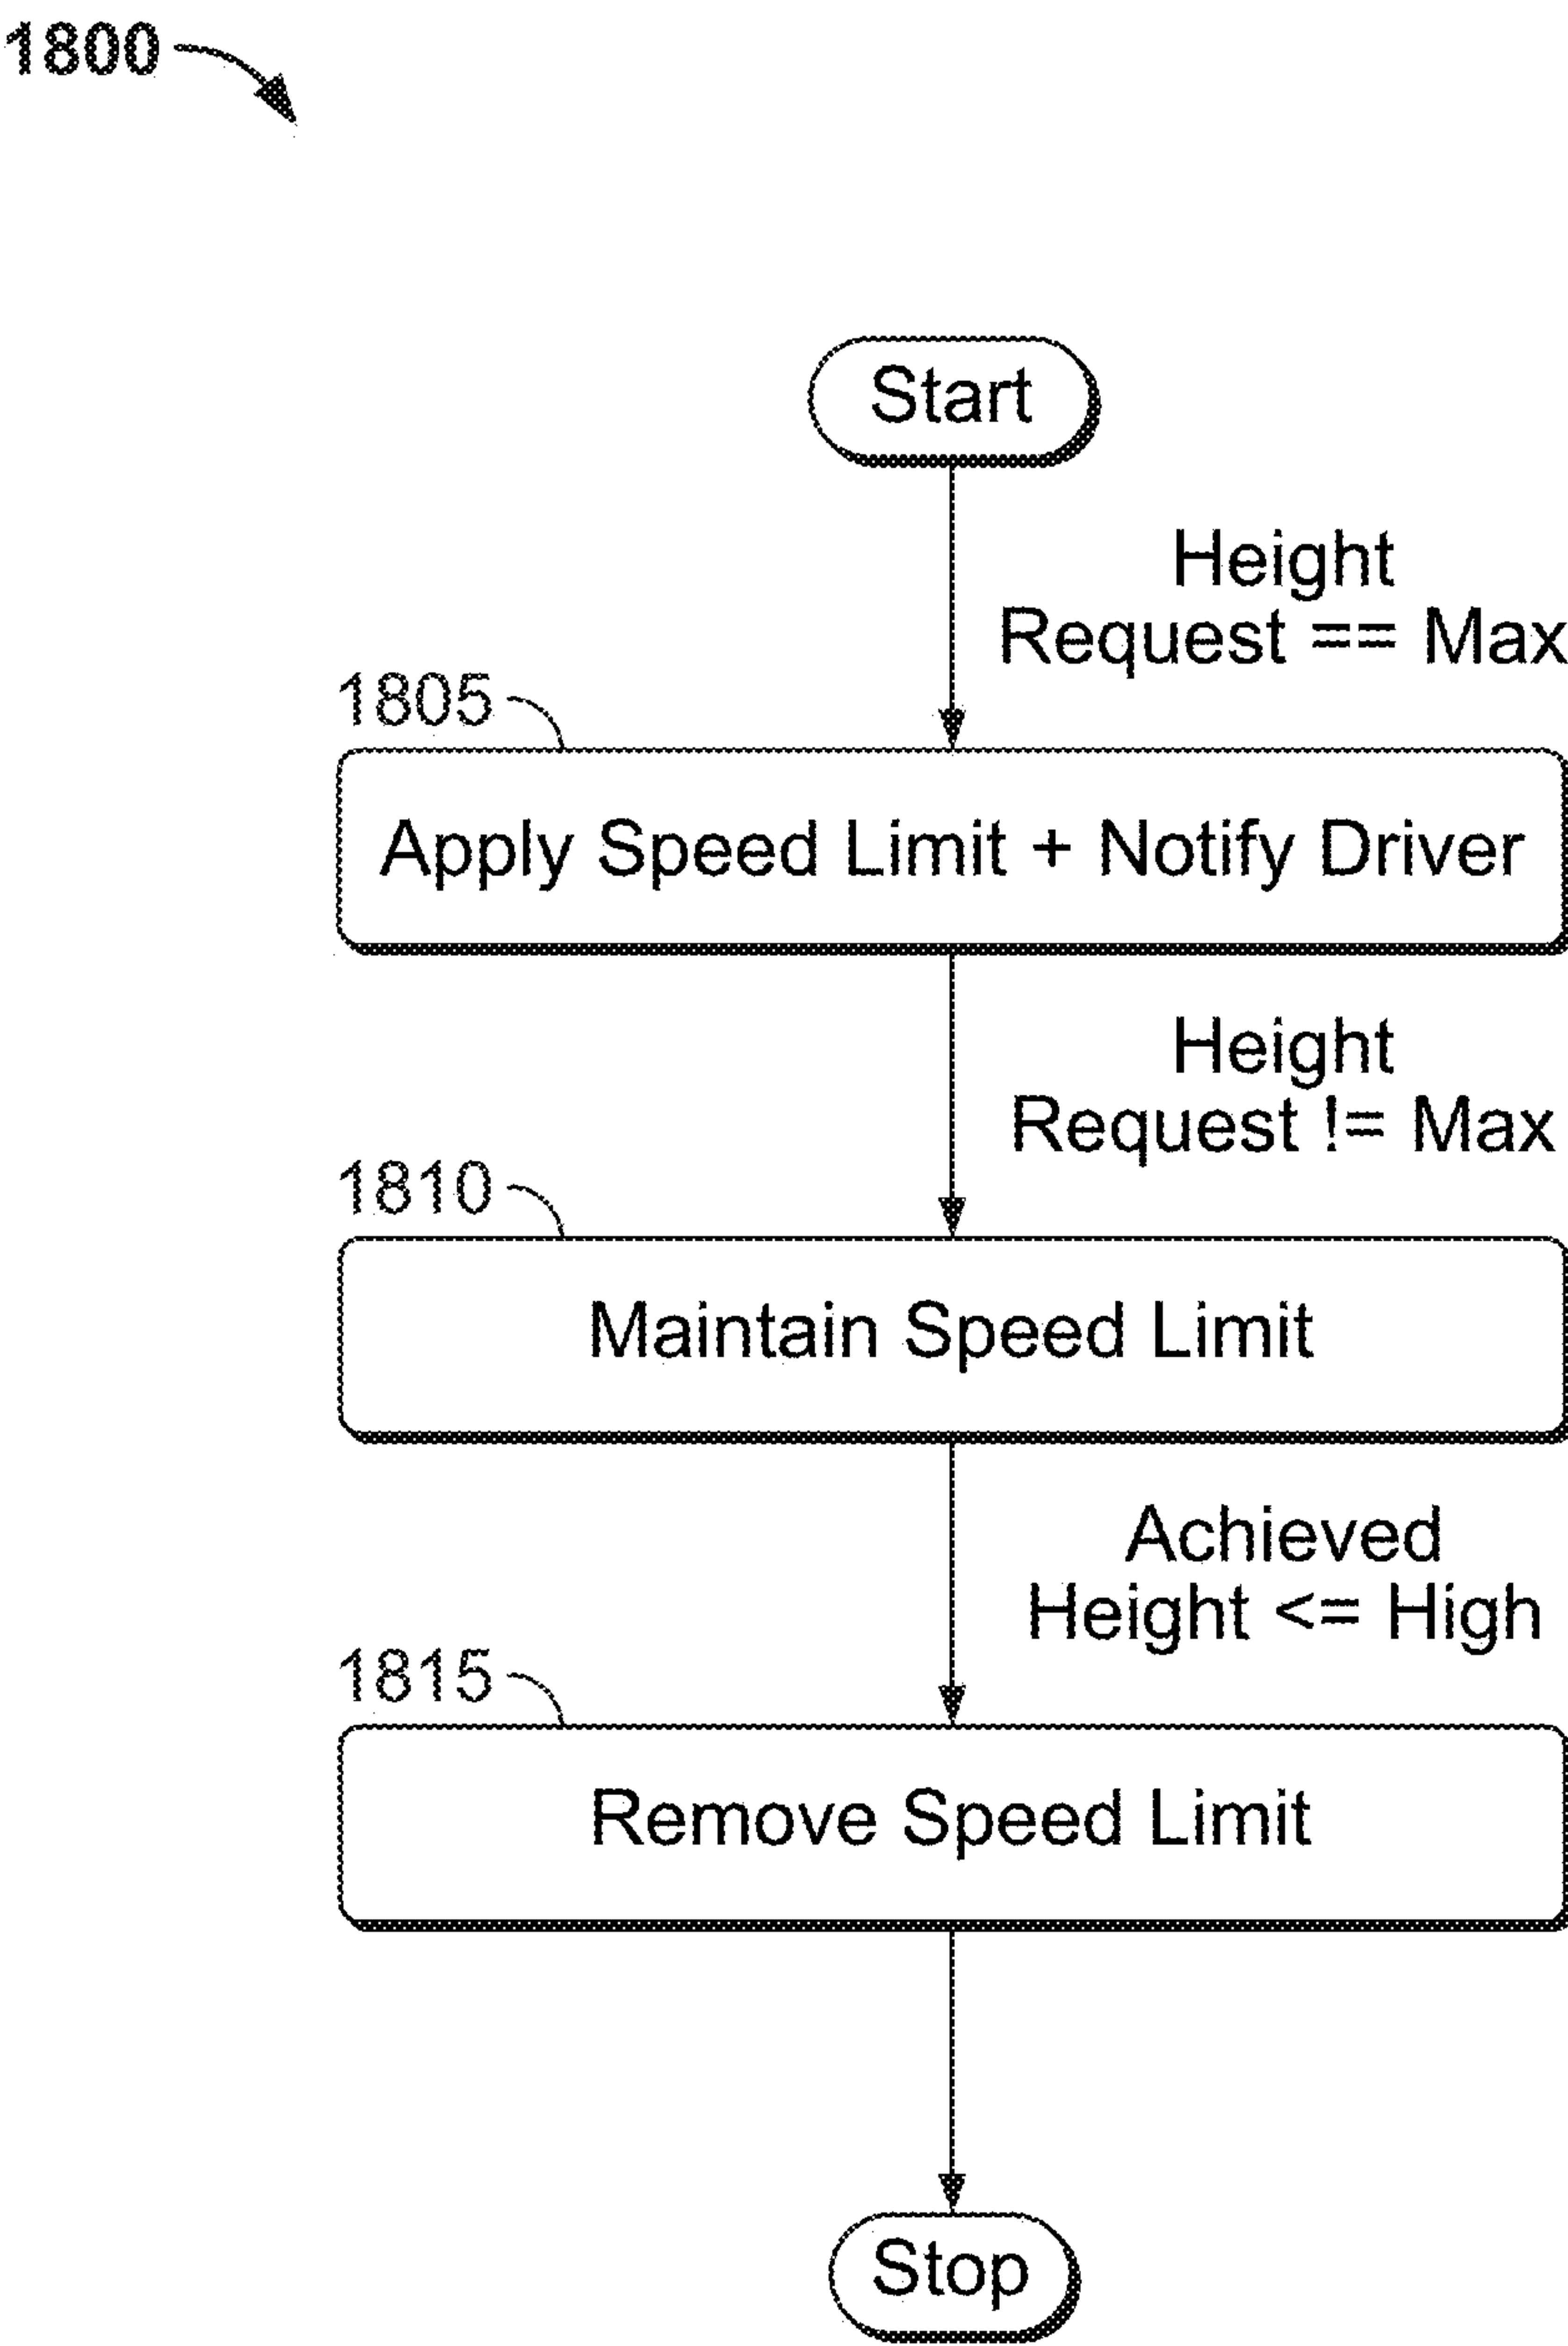 1800
Start
Height
Request == Max
1805
Apply Speed Limit + Notify Driver
Height
Request != Max
1810
Maintain Speed Limit
Achieved
Height <= High
1815
Remove Speed Limit
Stop